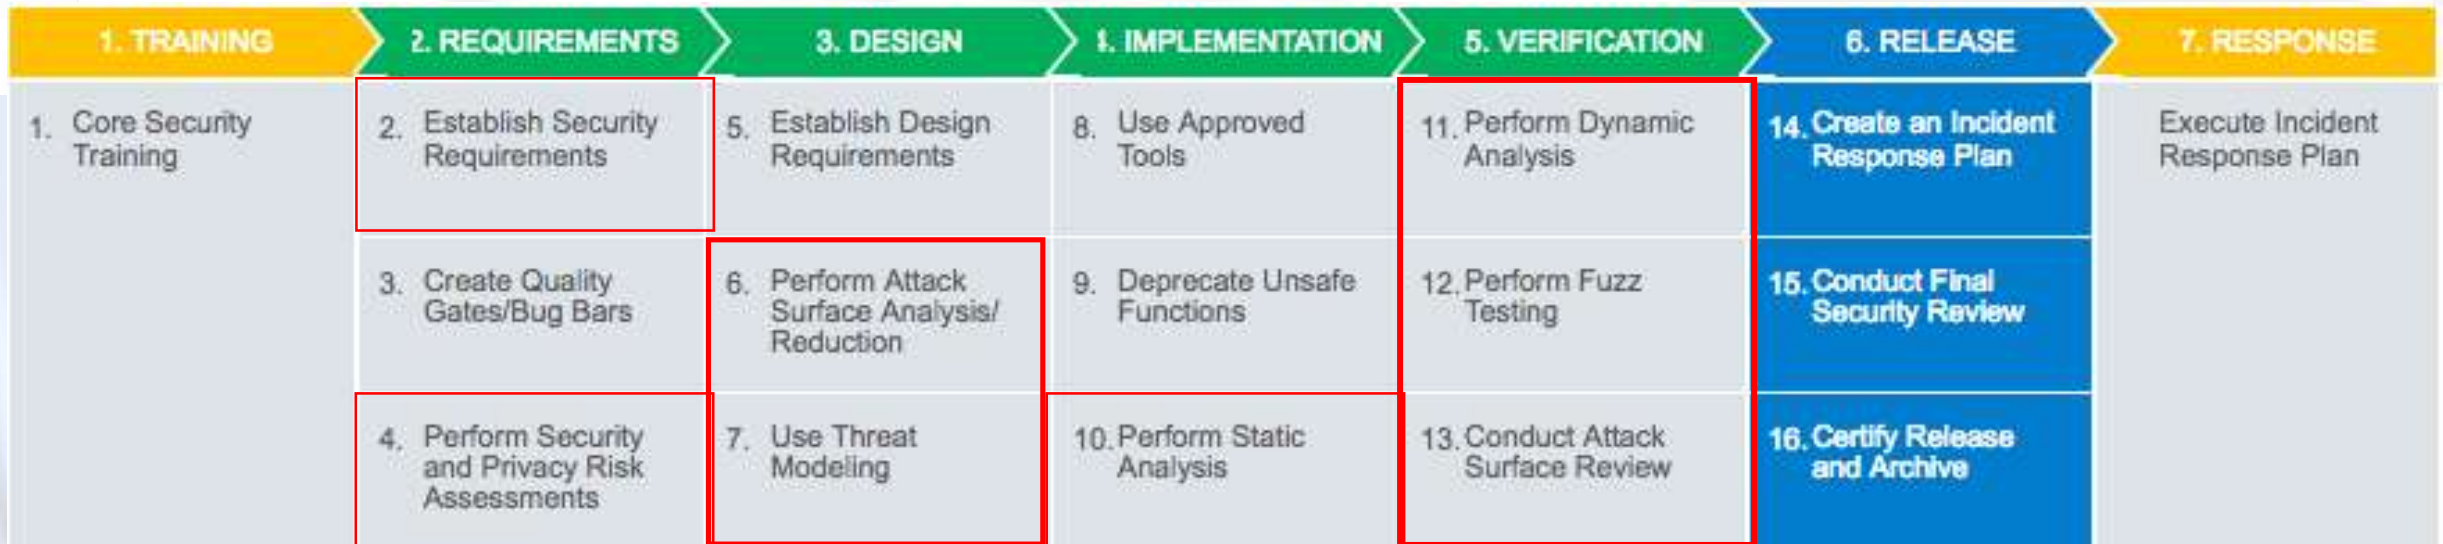 1. TRAINING
2. REQUIREMENTS
3. DESIGN
4. IMPLEMENTATION
5. VERIFICATION
6. RELEASE
7. RESPONSE
1. Core Security
Training
2. Establish Security
Requirements
3. Create Quality
Gates/Bug Bars
4. Perform Security
and Privacy Risk
Assessments
5. Establish Design
Requirements
6. Perform Attack
Surface Analysis/
Reduction
7. Use Threat
Modeling
8. Use Approved
Tools
9. Deprecate Unsafe
Functions
10. Perform Static
Analysis
11. Perform Dynamic
Analysis
12. Perform Fuzz
Testing
13. Conduct Attack
Surface Review
14. Create an Incident
Response Plan
15. Conduct Final
Security Review
16. Certify Release
and Archive
Execute Incident
Response Plan